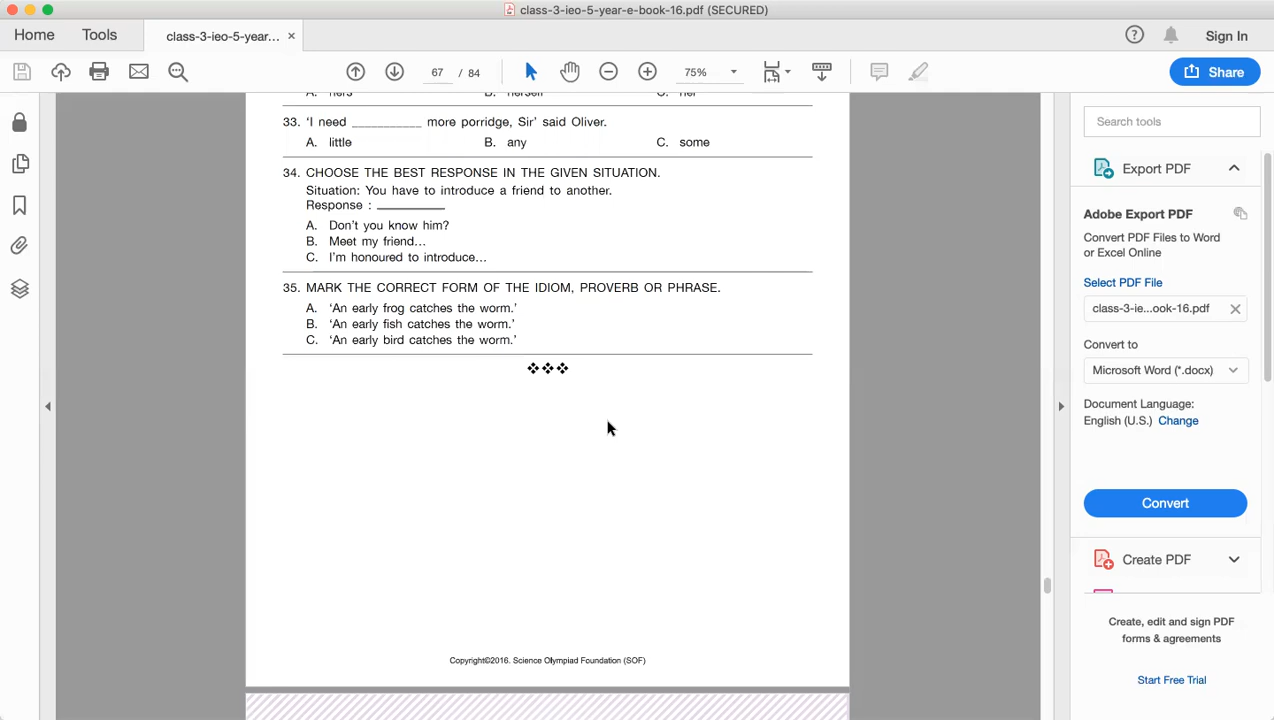 class-3-ieo-5-year-e-book-16.pdf (SECURED)
Home Tools class-3-ieo-5-year... × Sign In
67 / 84 75% Share
A. hers B. herself C. her
33. ‘I need ___________ more porridge, Sir’ said Oliver.
A. little B. any C. some
34. CHOOSE THE BEST RESPONSE IN THE GIVEN SITUATION.
Situation: You have to introduce a friend to another.
Response : ________
A. Don’t you know him?
B. Meet my friend…
C. I’m honoured to introduce…
35. MARK THE CORRECT FORM OF THE IDIOM, PROVERB OR PHRASE.
A. ‘An early frog catches the worm.’
B. ‘An early fish catches the worm.’
C. ‘An early bird catches the worm.’
Copyright©2016. Science Olympiad Foundation (SOF)
Search tools
Export PDF
Adobe Export PDF
Convert PDF Files to Word
or Excel Online
Select PDF File
class-3-ie...ook-16.pdf
Convert to
Microsoft Word (*.docx)
Document Language:
English (U.S.) Change
Convert
Create PDF
Create, edit and sign PDF
forms & agreements
Start Free Trial